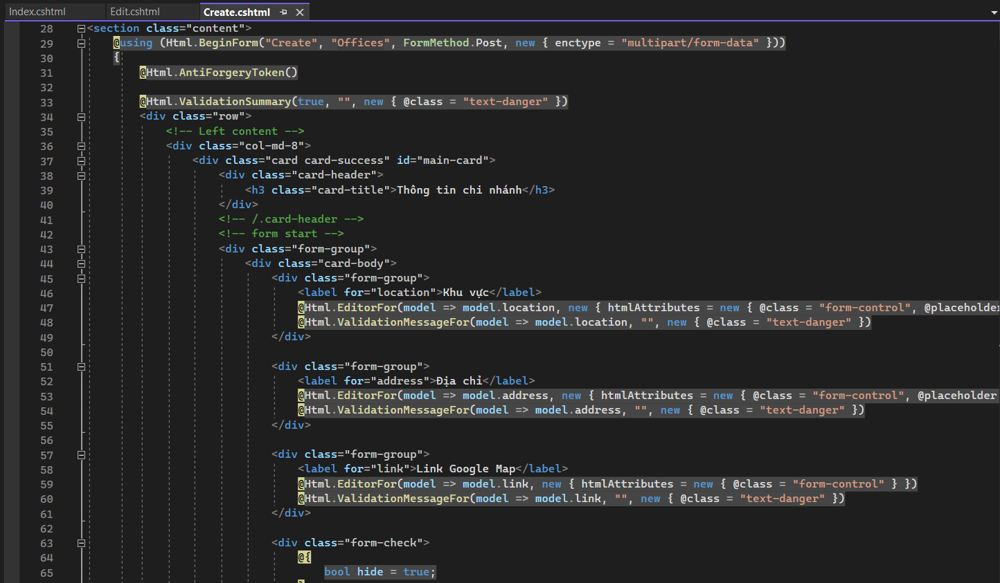 Index.cshtml Edit.cshtml Create.cshtml
28 <section class="content">
29 @using (Html.BeginForm("Create", "Offices", FormMethod.Post, new { enctype = "multipart/form-data" }))
30 {
31 @Html.AntiForgeryToken()
32
33 @Html.ValidationSummary(true, "", new { @class = "text-danger" })
34 <div class="row">
35 <!-- Left content -->
36 <div class="col-md-8">
37 <div class="card card-success" id="main-card">
38 <div class="card-header">
39 <h3 class="card-title">Thông tin chi nhánh</h3>
40 </div>
41 <!-- /.card-header -->
42 <!-- form start -->
43 <div class="form-group">
44 <div class="card-body">
45 <div class="form-group">
46 <label for="location">Khu vực</label>
47 @Html.EditorFor(model => model.location, new { htmlAttributes = new { @class = "form-control", @placeholder
48 @Html.ValidationMessageFor(model => model.location, "", new { @class = "text-danger" })
49 </div>
50
51 <div class="form-group">
52 <label for="address">Địa chỉ</label>
53 @Html.EditorFor(model => model.address, new { htmlAttributes = new { @class = "form-control", @placeholder
54 @Html.ValidationMessageFor(model => model.address, "", new { @class = "text-danger" })
55 </div>
56
57 <div class="form-group">
58 <label for="link">Link Google Map</label>
59 @Html.EditorFor(model => model.link, new { htmlAttributes = new { @class = "form-control" } })
60 @Html.ValidationMessageFor(model => model.link, "", new { @class = "text-danger" })
61 </div>
62
63 <div class="form-check">
64 @{
65 bool hide = true;